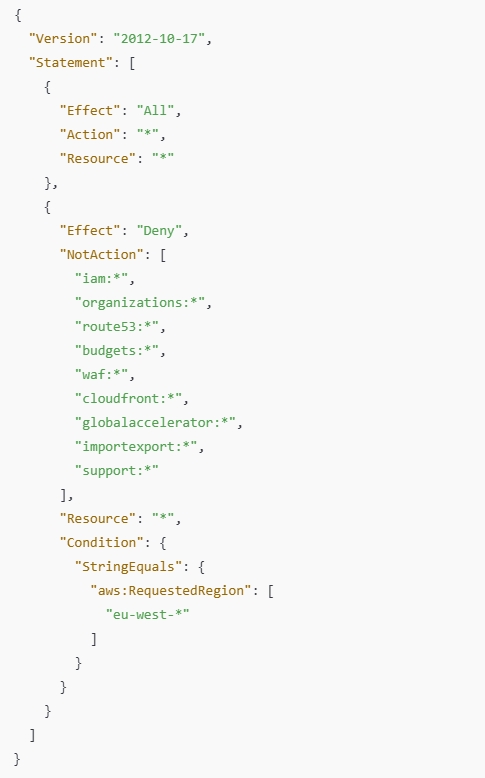 {
  "Version": "2012-10-17",
  "Statement": [
    {
      "Effect": "All",
      "Action": "*",
      "Resource": "*"
    },
    {
      "Effect": "Deny",
      "NotAction": [
        "iam:*",
        "organizations:*",
        "route53:*",
        "budgets:*",
        "waf:*",
        "cloudfront:*",
        "globalaccelerator:*",
        "importexport:*",
        "support:*"
      ],
      "Resource": "*",
      "Condition": {
        "StringEquals": {
          "aws:RequestedRegion": [
            "eu-west-*"
          ]
        }
      }
    }
  ]
}